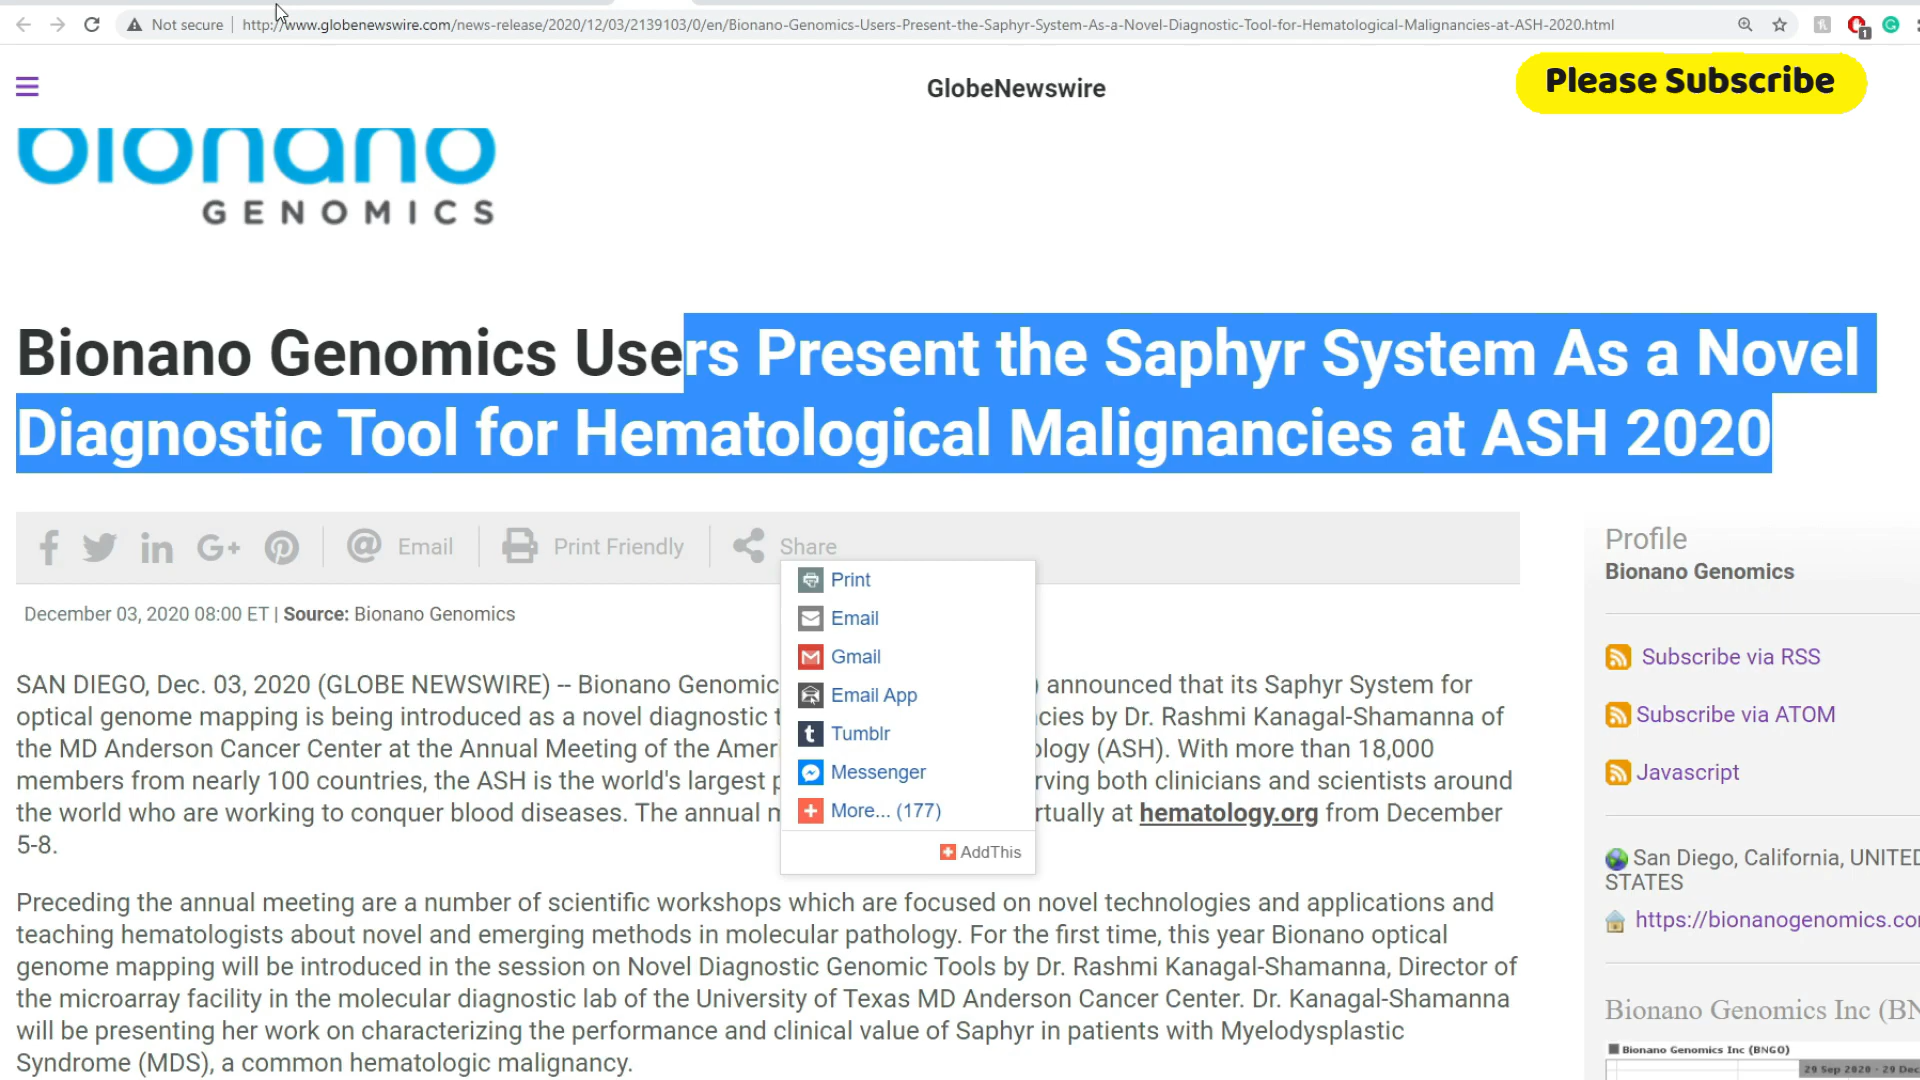 Not secure | http://www.globenewswire.com/news-release/2020/12/03/2139103/0/en/Bionano-Genomics-Users-Present-the-Saphyr-System-As-a-Novel-Diagnostic-Tool-for-Hematological-Malignancies-at-ASH-2020.html
1
GlobeNewswire
Please Subscribe
bionano
GENOMICS
Bionano Genomics Users Present the Saphyr System As a Novel
Diagnostic Tool for Hematological Malignancies at ASH 2020
Email
Print Friendly
Share
December 03, 2020 08:00 ET | Source: Bionano Genomics
Print
Email
Gmail
Email App
Tumblr
Messenger
More... (177)
AddThis
SAN DIEGO, Dec. 03, 2020 (GLOBE NEWSWIRE) -- Bionano Genomic ) announced that its Saphyr System for
optical genome mapping is being introduced as a novel diagnostic t cies by Dr. Rashmi Kanagal-Shamanna of
the MD Anderson Cancer Center at the Annual Meeting of the Amer ology (ASH). With more than 18,000
members from nearly 100 countries, the ASH is the world's largest p rving both clinicians and scientists around
the world who are working to conquer blood diseases. The annual m rtually at hematology.org from December
5-8.
Preceding the annual meeting are a number of scientific workshops which are focused on novel technologies and applications and
teaching hematologists about novel and emerging methods in molecular pathology. For the first time, this year Bionano optical
genome mapping will be introduced in the session on Novel Diagnostic Genomic Tools by Dr. Rashmi Kanagal-Shamanna, Director of
the microarray facility in the molecular diagnostic lab of the University of Texas MD Anderson Cancer Center. Dr. Kanagal-Shamanna
will be presenting her work on characterizing the performance and clinical value of Saphyr in patients with Myelodysplastic
Syndrome (MDS), a common hematologic malignancy.
Profile
Bionano Genomics
Subscribe via RSS
Subscribe via ATOM
Javascript
San Diego, California, UNITED
STATES
https://bionanogenomics.co
Bionano Genomics Inc (BN
Bionano Genomics Inc (BNGO)
29 Sep 2020 - 29 Dec